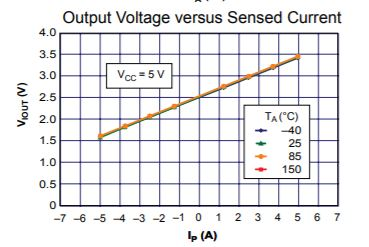 Output Voltage versus Sensed Current
4.0
3.5
3.0
2.5
2.0
1.5
1.0
0.5
0
VIOUT (V)
VCC = 5 V
TA (°C)
–40
25
85
150
–7 –6 –5 –4 –3 –2 –1 0 1 2 3 4 5 6 7
IP (A)